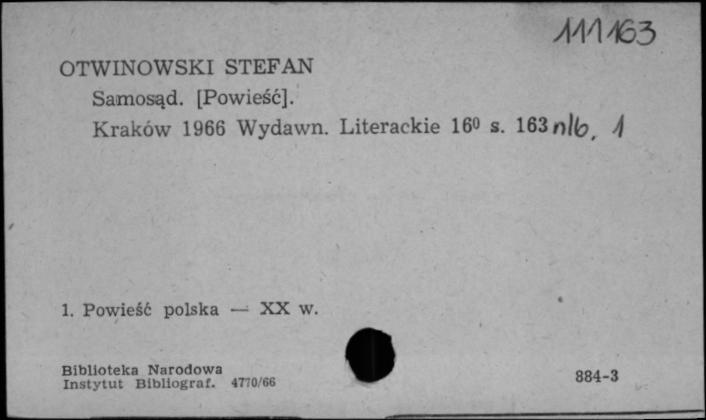 111163
OTWINOWSKI STEFAN
Samosąd. [Powieść].
Kraków 1966 Wydawn. Literackie 16⁰ s. 163 nlb. 1
1. Powieść polska — XX w.
Biblioteka Narodowa
Instytut Bibliograf. 4770/66
884-3